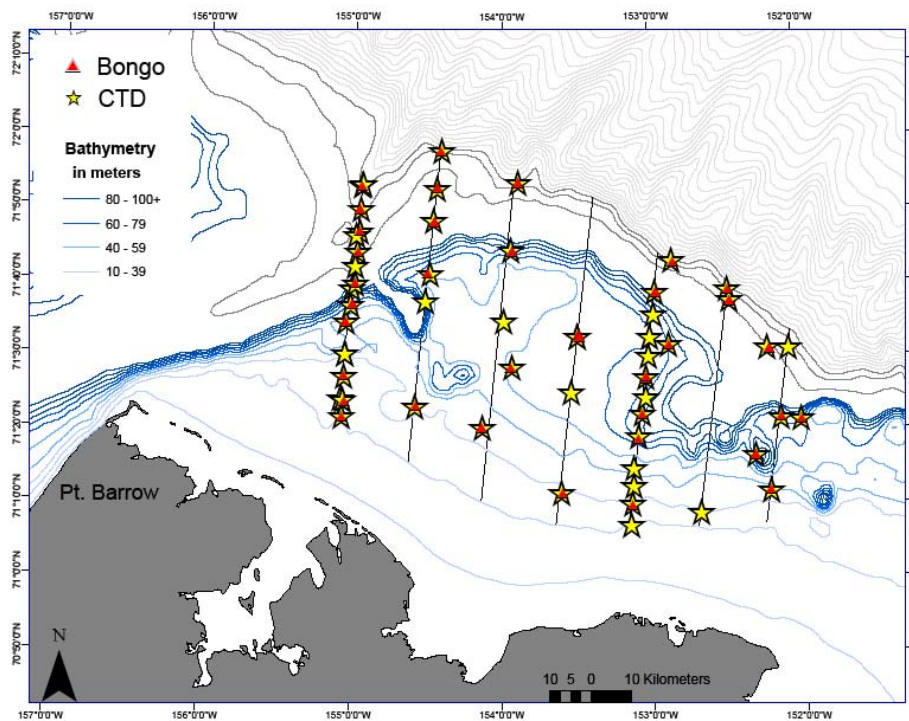 157°0'0"W 156°0'0"W 155°0'0"W 154°0'0"W 153°0'0"W 152°0'0"W
72°10'0"N
Bongo
CTD
72°0'0"N
Bathymetry
in meters
80 - 100+
71°50'0"N
60 - 79
40 - 59
10 - 39
71°40'0"N
71°30'0"N
71°20'0"N
Pt. Barrow
71°10'0"N
71°0'0"N
70°50'0"N
N
10 5 0 10 Kilometers
157°0'0"W 156°0'0"W 155°0'0"W 154°0'0"W 153°0'0"W 152°0'0"W